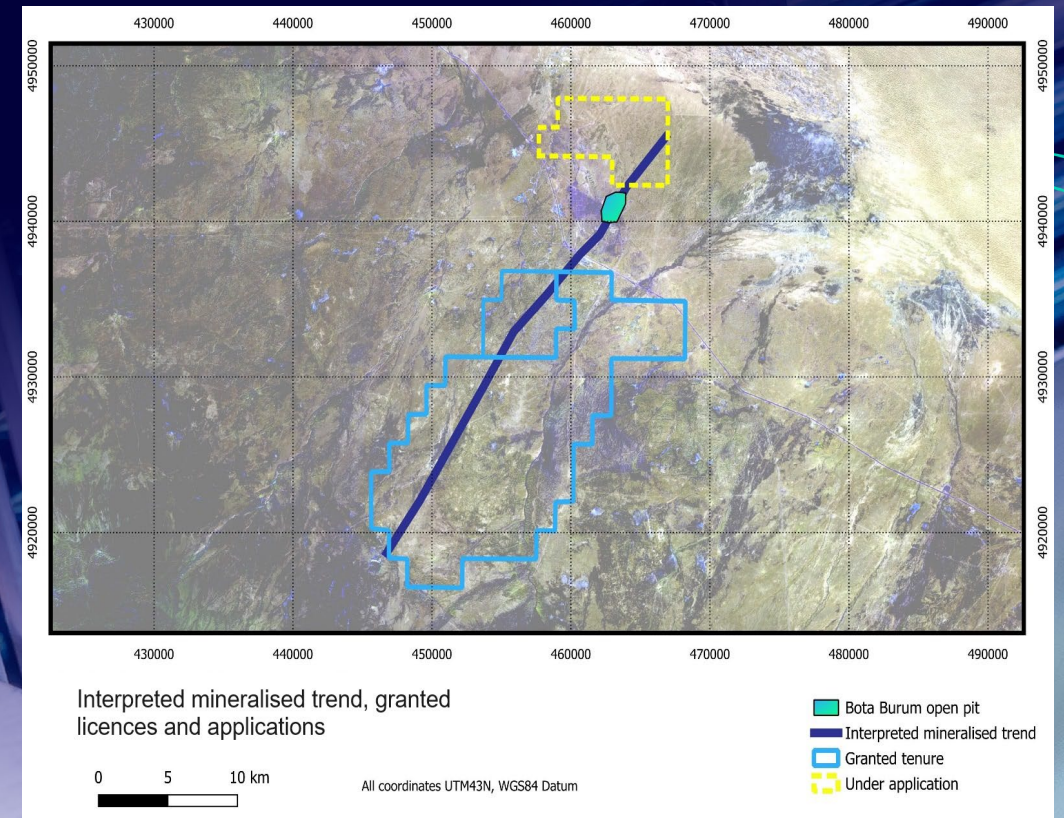 430000 440000 450000 460000 470000 480000 490000
4950000 4950000
4940000 4940000
4930000 4930000
4920000 4920000
430000 440000 450000 460000 470000 480000 490000
Interpreted mineralised trend, granted
licences and applications
0 5 10 km
All coordinates UTM43N, WGS84 Datum
Bota Burum open pit
Interpreted mineralised trend
Granted tenure
Under application